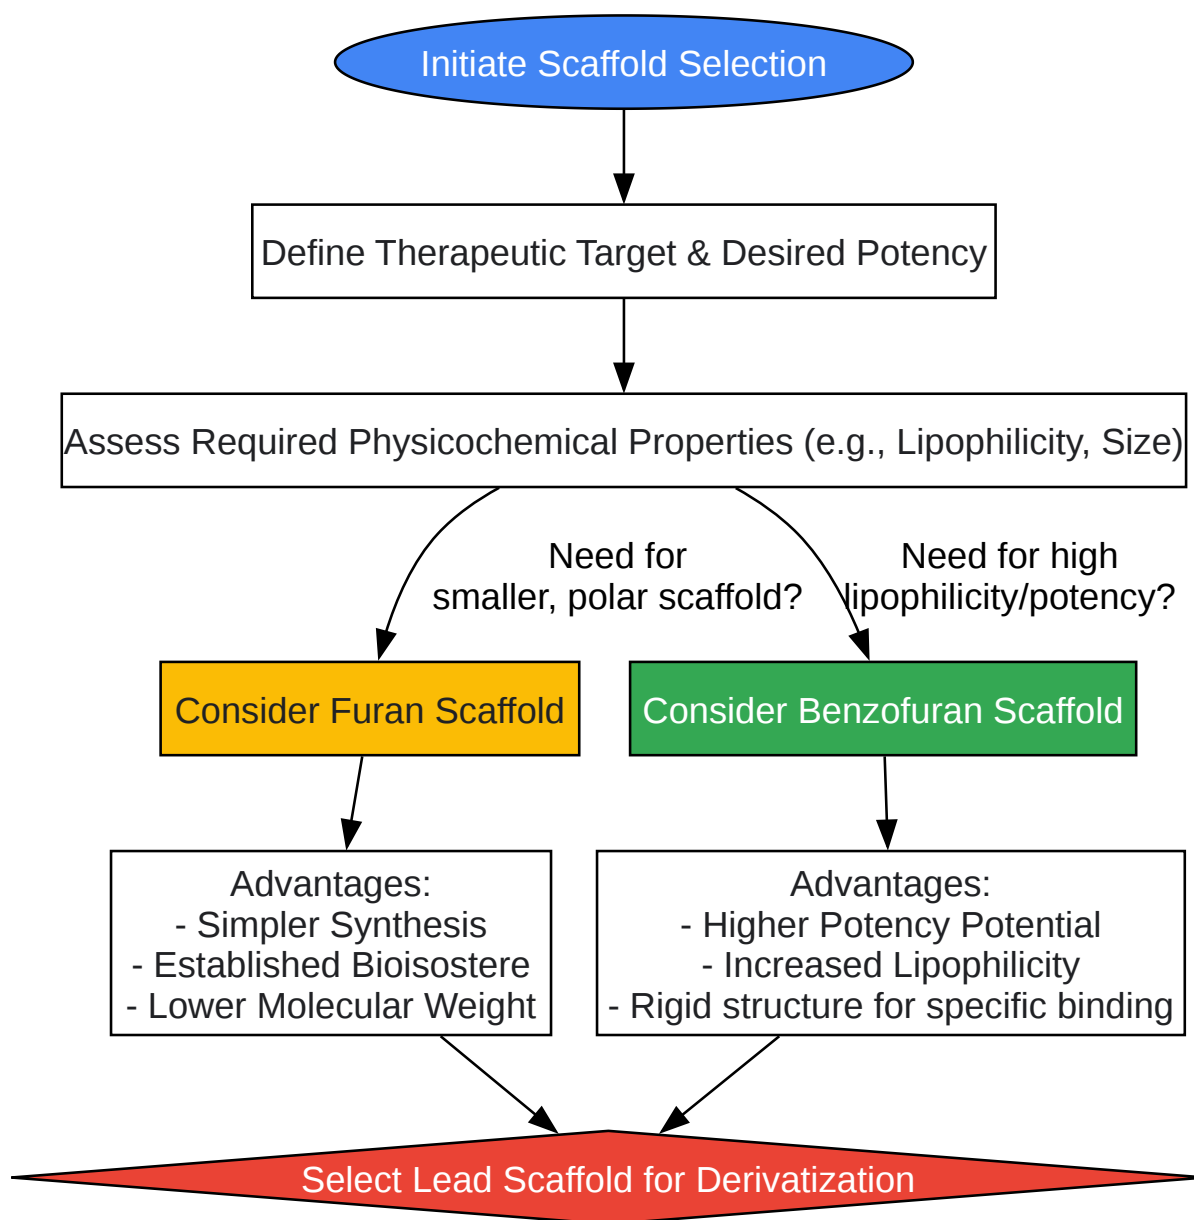 Initiate Scaffold Selection
Define Therapeutic Target & Desired Potency
Assess Required Physicochemical Properties (e.g., Lipophilicity, Size)
Need for
smaller, polar scaffold?
Need for high
lipophilicity/potency?
Consider Furan Scaffold
Consider Benzofuran Scaffold
Advantages:
- Simpler Synthesis
- Established Bioisostere
- Lower Molecular Weight
Advantages:
- Higher Potency Potential
- Increased Lipophilicity
- Rigid structure for specific binding
Select Lead Scaffold for Derivatization